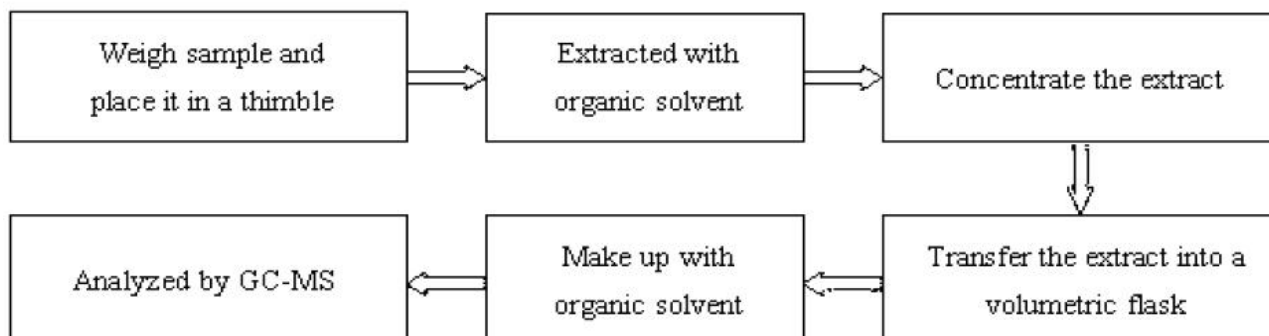 Weigh sample and
place it in a thimble
Extracted with
organic solvent
Concentrate the extract
Transfer the extract into a
volumetric flask
Make up with
organic solvent
Analyzed by GC-MS